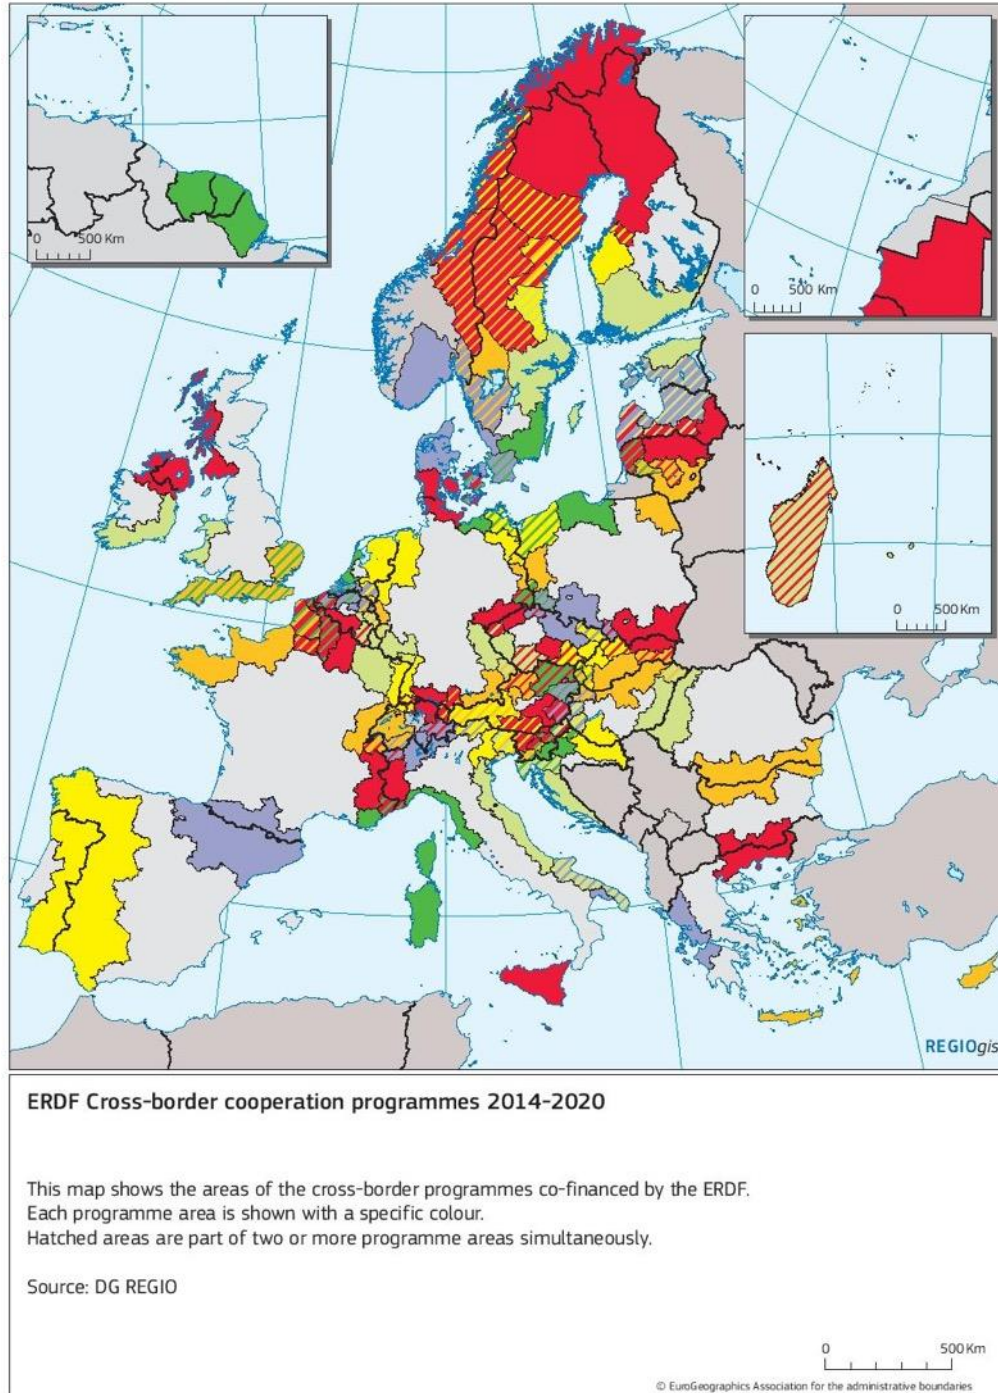 0 500 Km
0 500 Km
0 500 Km
REGIOgis
ERDF Cross-border cooperation programmes 2014-2020
This map shows the areas of the cross-border programmes co-financed by the ERDF.
Each programme area is shown with a specific colour.
Hatched areas are part of two or more programme areas simultaneously.
Source: DG REGIO
0 500 Km
© EuroGeographics Association for the administrative boundaries